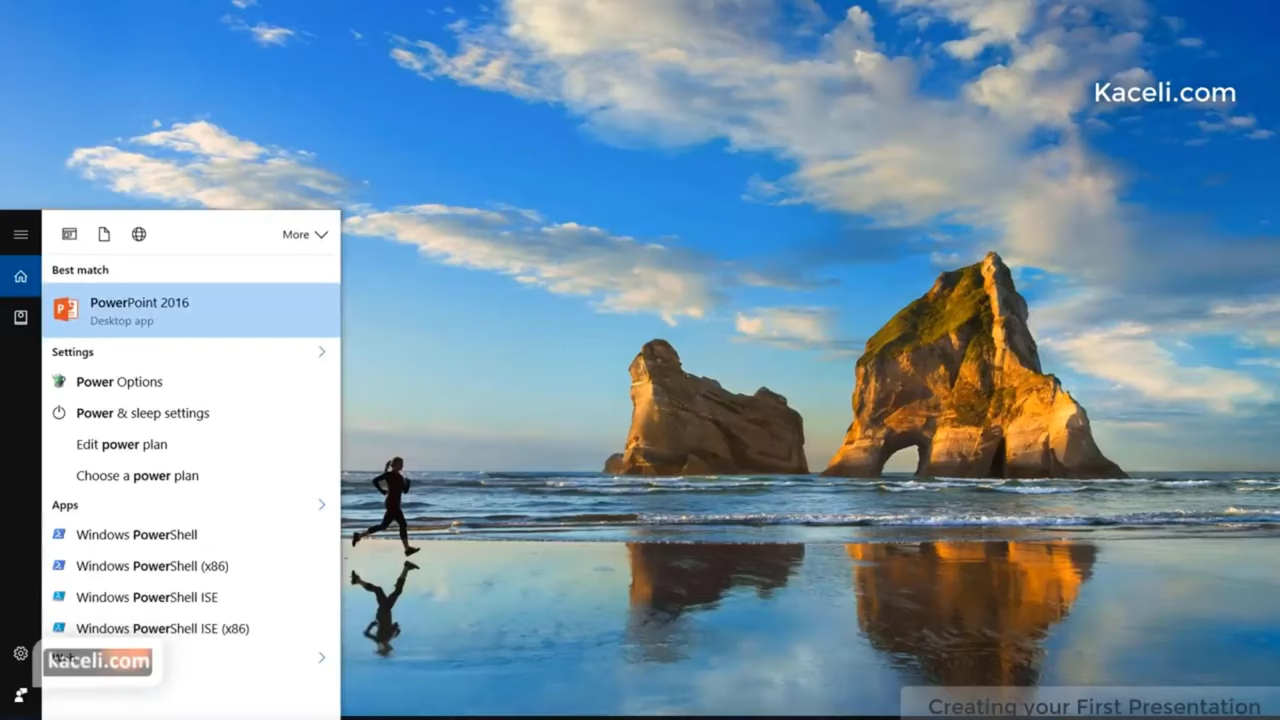 Kaceli.com
More
Best match
PowerPoint 2016
Desktop app
Settings
Power Options
Power & sleep settings
Edit power plan
Choose a power plan
Apps
Windows PowerShell
Windows PowerShell (x86)
Windows PowerShell ISE
Windows PowerShell ISE (x86)
kaceli.com
Creating your First Presentation